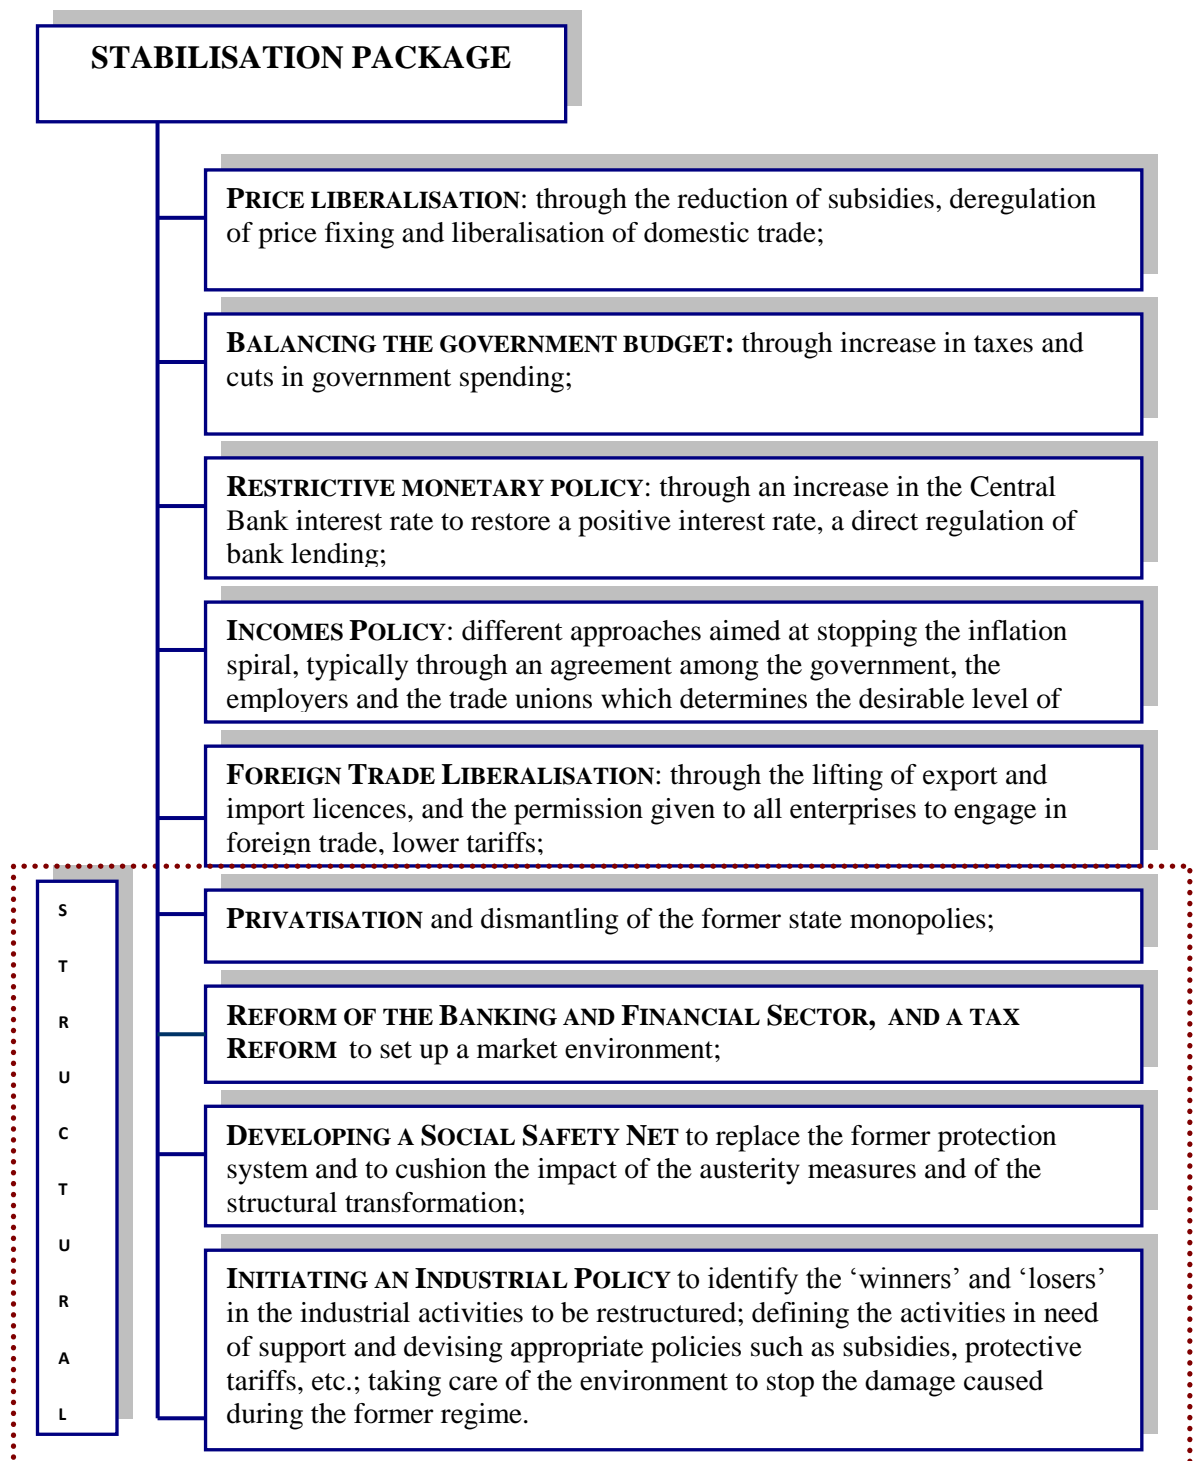 STABILISATION PACKAGE
PRICE LIBERALISATION: through the reduction of subsidies, deregulation
of price fixing and liberalisation of domestic trade;
BALANCING THE GOVERNMENT BUDGET: through increase in taxes and
cuts in government spending;
RESTRICTIVE MONETARY POLICY: through an increase in the Central
Bank interest rate to restore a positive interest rate, a direct regulation of
bank lending;
INCOMES POLICY: different approaches aimed at stopping the inflation
spiral, typically through an agreement among the government, the
employers and the trade unions which determines the desirable level of
FOREIGN TRADE LIBERALISATION: through the lifting of export and
import licences, and the permission given to all enterprises to engage in
foreign trade, lower tariffs;
S
T
R
U
C
T
U
R
A
L
PRIVATISATION and dismantling of the former state monopolies;
REFORM OF THE BANKING AND FINANCIAL SECTOR, AND A TAX
REFORM to set up a market environment;
DEVELOPING A SOCIAL SAFETY NET to replace the former protection
system and to cushion the impact of the austerity measures and of the
structural transformation;
INITIATING AN INDUSTRIAL POLICY to identify the ‘winners’ and ‘losers’
in the industrial activities to be restructured; defining the activities in need
of support and devising appropriate policies such as subsidies, protective
tariffs, etc.; taking care of the environment to stop the damage caused
during the former regime.